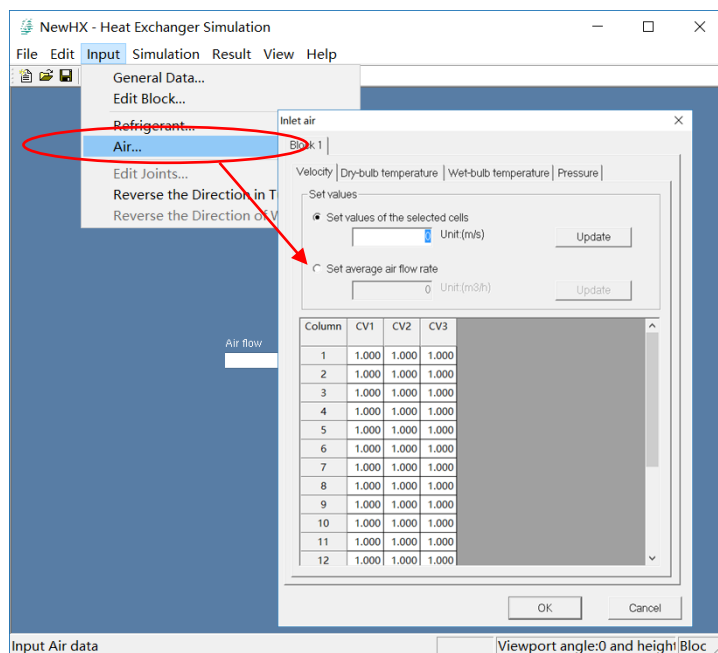 NewHX - Heat Exchanger Simulation
File Edit Input Simulation Result View Help
General Data...
Edit Block...
Refrigerant...
Air...
Edit Joints...
Reverse the Direction in T
Reverse the Direction of W
Air flow
Inlet air
Block 1
Velocity Dry-bulb temperature Wet-bulb temperature Pressure
Set values
Set values of the selected cells
0 Unit:(m/s) Update
Set average air flow rate
0 Unit:(m3/h) Update
Column CV1 CV2 CV3
1 1.000 1.000 1.000
2 1.000 1.000 1.000
3 1.000 1.000 1.000
4 1.000 1.000 1.000
5 1.000 1.000 1.000
6 1.000 1.000 1.000
7 1.000 1.000 1.000
8 1.000 1.000 1.000
9 1.000 1.000 1.000
10 1.000 1.000 1.000
11 1.000 1.000 1.000
12 1.000 1.000 1.000
OK Cancel
Input Air data Viewport angle:0 and height Bloc